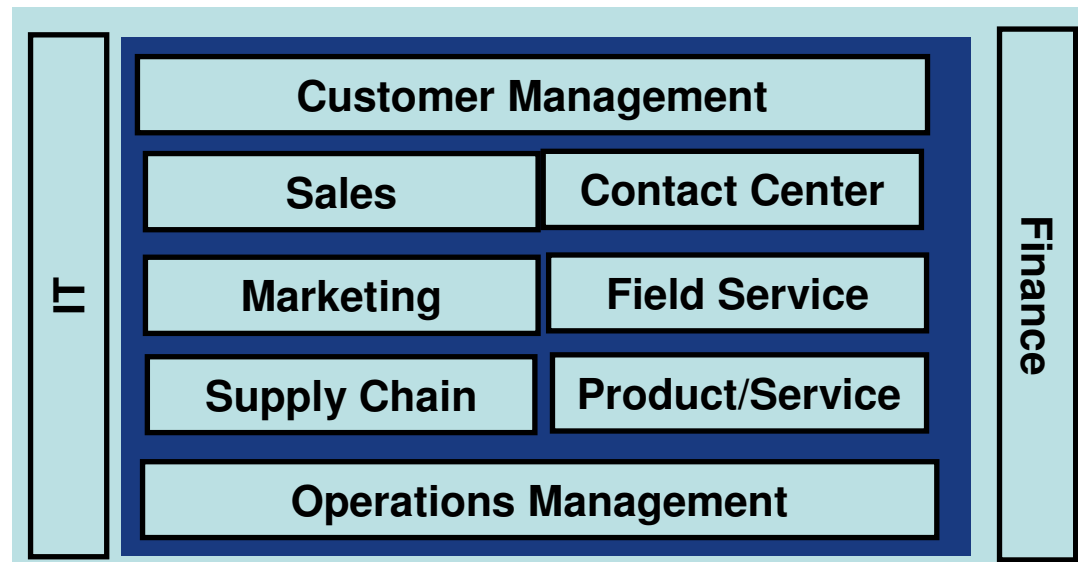 IT
Customer Management
Sales
Contact Center
Marketing
Field Service
Supply Chain
Product/Service
Operations Management
Finance